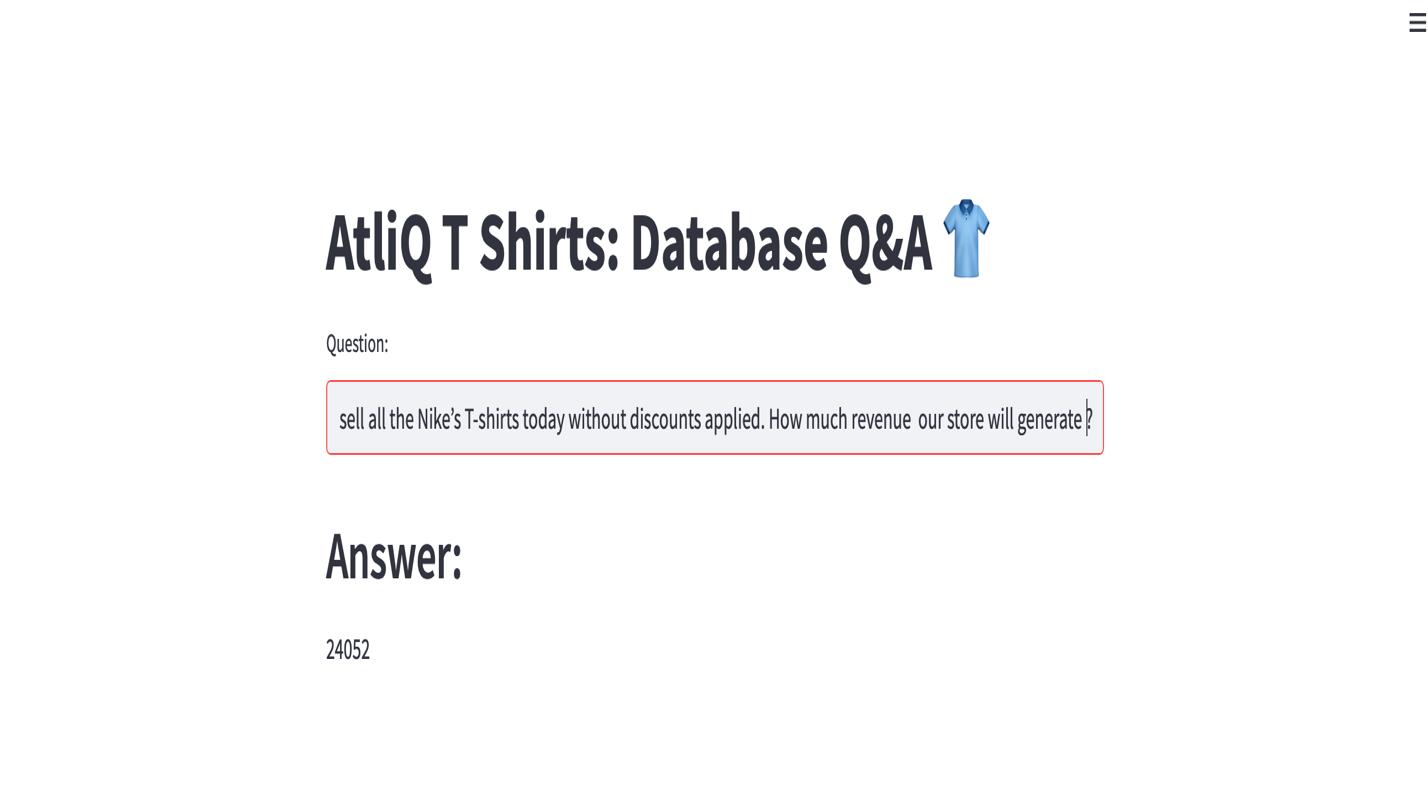 AtliQ T Shirts: Database Q&A
Question:
sell all the Nike’s T-shirts today without discounts applied. How much revenue  our store will generate ?
Answer:
24052